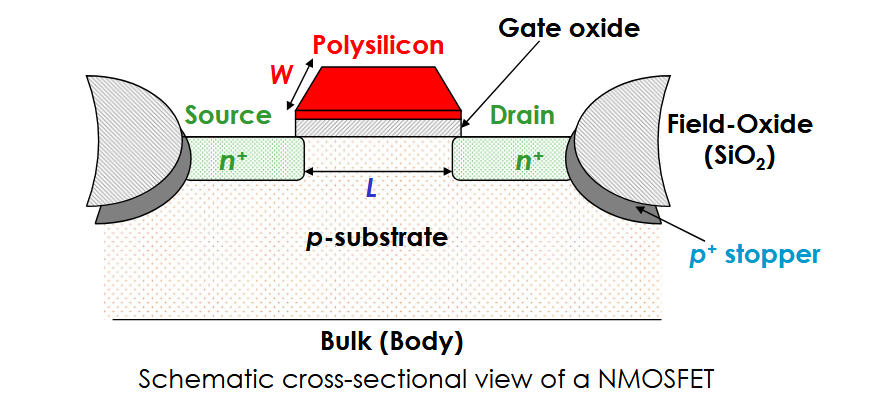 Gate oxide
Polysilicon
W
Source
Drain
Field-Oxide
(SiO₂)
n⁺
n⁺
L
p-substrate
p⁺ stopper
Bulk (Body)
Schematic cross-sectional view of a NMOSFET